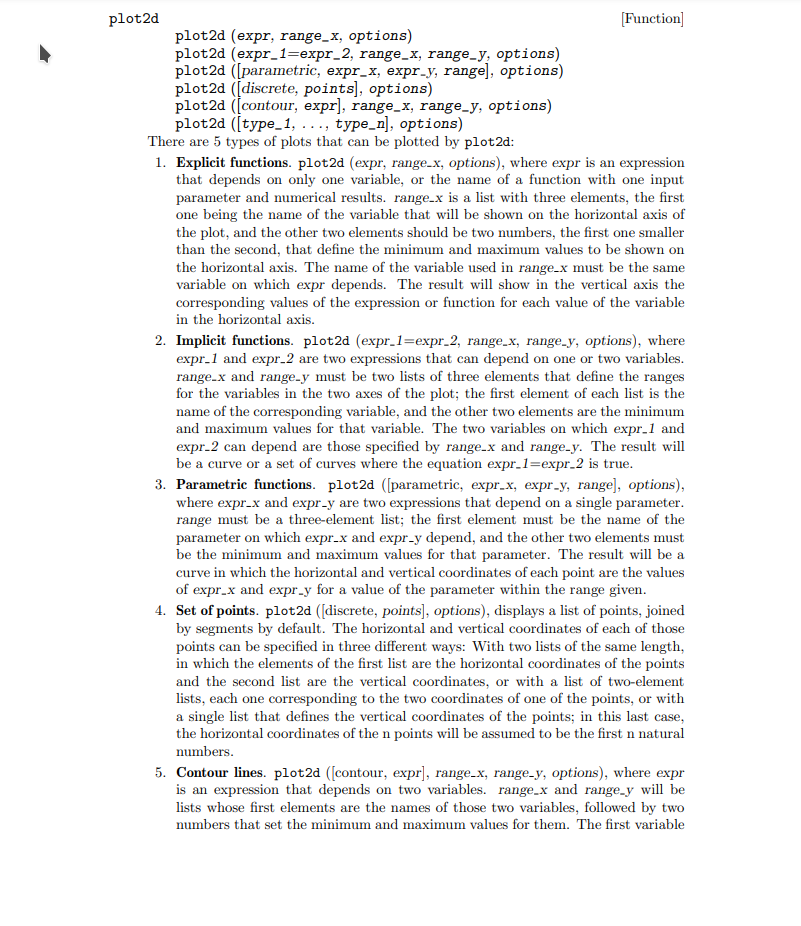 plot2d [Function]
plot2d (expr, range_x, options)
plot2d (expr_1=expr_2, range_x, range_y, options)
plot2d ([parametric, expr_x, expr_y, range], options)
plot2d ([discrete, points], options)
plot2d ([contour, expr], range_x, range_y, options)
plot2d ([type_1, ..., type_n], options)
There are 5 types of plots that can be plotted by plot2d:
1. Explicit functions. plot2d (expr, range_x, options), where expr is an expression
that depends on only one variable, or the name of a function with one input
parameter and numerical results. range_x is a list with three elements, the first
one being the name of the variable that will be shown on the horizontal axis of
the plot, and the other two elements should be two numbers, the first one smaller
than the second, that define the minimum and maximum values to be shown on
the horizontal axis. The name of the variable used in range_x must be the same
variable on which expr depends. The result will show in the vertical axis the
corresponding values of the expression or function for each value of the variable
in the horizontal axis.
2. Implicit functions. plot2d (expr_1=expr_2, range_x, range_y, options), where
expr_1 and expr_2 are two expressions that can depend on one or two variables.
range_x and range_y must be two lists of three elements that define the ranges
for the variables in the two axes of the plot; the first element of each list is the
name of the corresponding variable, and the other two elements are the minimum
and maximum values for that variable. The two variables on which expr_1 and
expr_2 can depend are those specified by range_x and range_y. The result will
be a curve or a set of curves where the equation expr_1=expr_2 is true.
3. Parametric functions. plot2d ([parametric, expr_x, expr_y, range], options),
where expr_x and expr_y are two expressions that depend on a single parameter.
range must be a three-element list; the first element must be the name of the
parameter on which expr_x and expr_y depend, and the other two elements must
be the minimum and maximum values for that parameter. The result will be a
curve in which the horizontal and vertical coordinates of each point are the values
of expr_x and expr_y for a value of the parameter within the range given.
4. Set of points. plot2d ([discrete, points], options), displays a list of points, joined
by segments by default. The horizontal and vertical coordinates of each of those
points can be specified in three different ways: With two lists of the same length,
in which the elements of the first list are the horizontal coordinates of the points
and the second list are the vertical coordinates, or with a list of two-element
lists, each one corresponding to the two coordinates of one of the points, or with
a single list that defines the vertical coordinates of the points; in this last case,
the horizontal coordinates of the n points will be assumed to be the first n natural
numbers.
5. Contour lines. plot2d ([contour, expr], range_x, range_y, options), where expr
is an expression that depends on two variables. range_x and range_y will be
lists whose first elements are the names of those two variables, followed by two
numbers that set the minimum and maximum values for them. The first variable